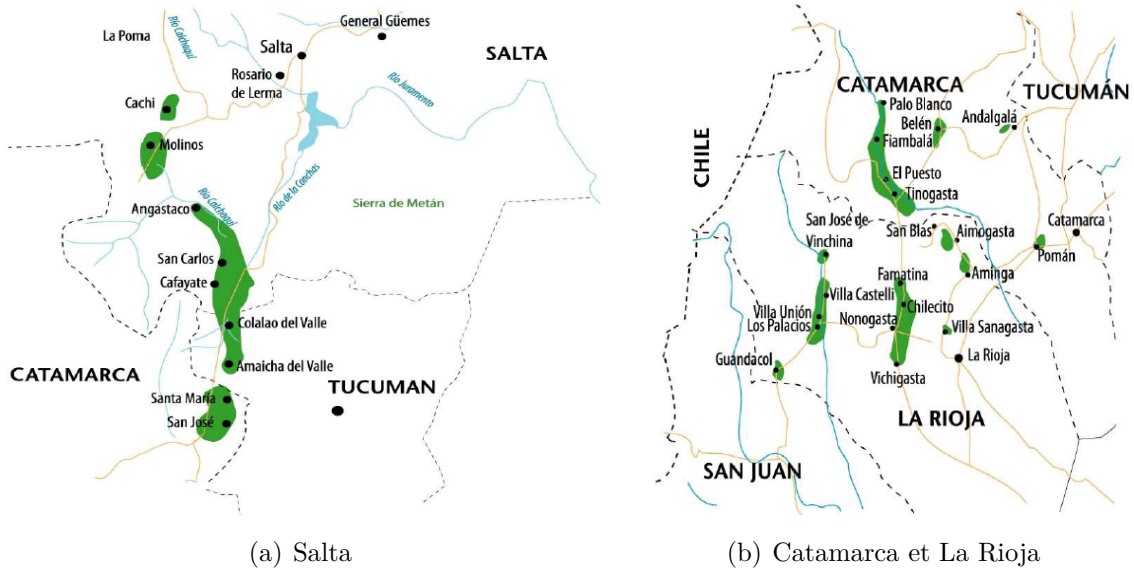 General Güemes
La Poma
Río Calchaquí
Salta
SALTA
Rosario
de Lerma
Río Juramento
Cachi
Molinos
Río de la Conchas
Sierra de Metán
Angastaco
Río Calchaquí
San Carlos
Cafayate
Colalao del Valle
Amaicha del Valle
CATAMARCA
TUCUMAN
Santa María
San José
(a) Salta
CATAMARCA
TUCUMÁN
Palo Blanco
Belén
Andalgalá
Fiambalá
CHILE
El Puesto
Tinogasta
San José de
Vinchina
San Blas
Aimogasta
Catamarca
Pomán
Aminga
Famatina
Villa Castelli
Chilecito
Villa Unión
Los Palacios
Nonogasta
Villa Sanagasta
Guandacol
La Rioja
Vichigasta
LA RIOJA
SAN JUAN
(b) Catamarca et La Rioja